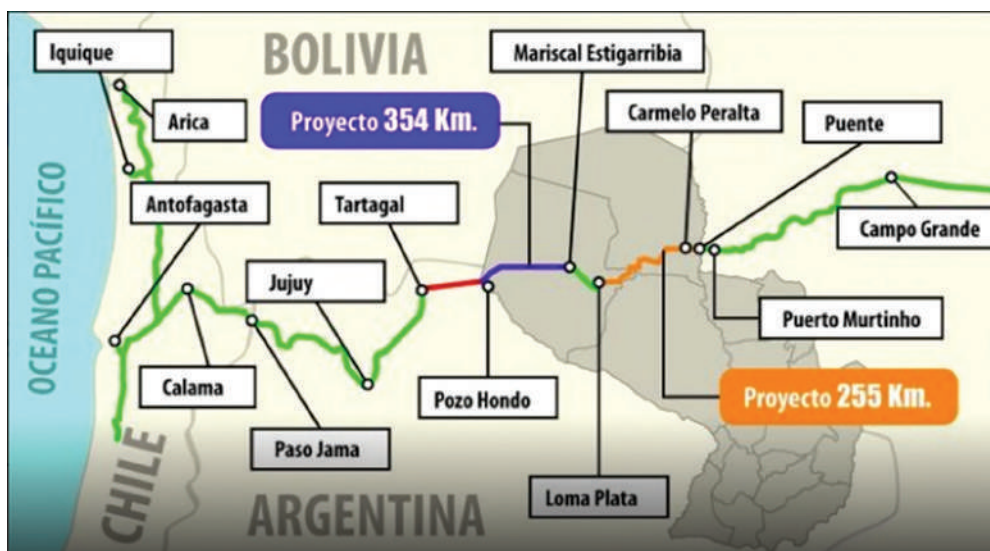 Iquique
BOLIVIA
Mariscal Estigarribia
Proyecto 354 Km.
Carmelo Peralta
Puente
Arica
OCEANO PACÍFICO
Antofagasta
Tartagal
Campo Grande
Jujuy
Puerto Murtinho
Calama
Pozo Hondo
Proyecto 255 Km.
Paso Jama
Loma Plata
CHILE
ARGENTINA